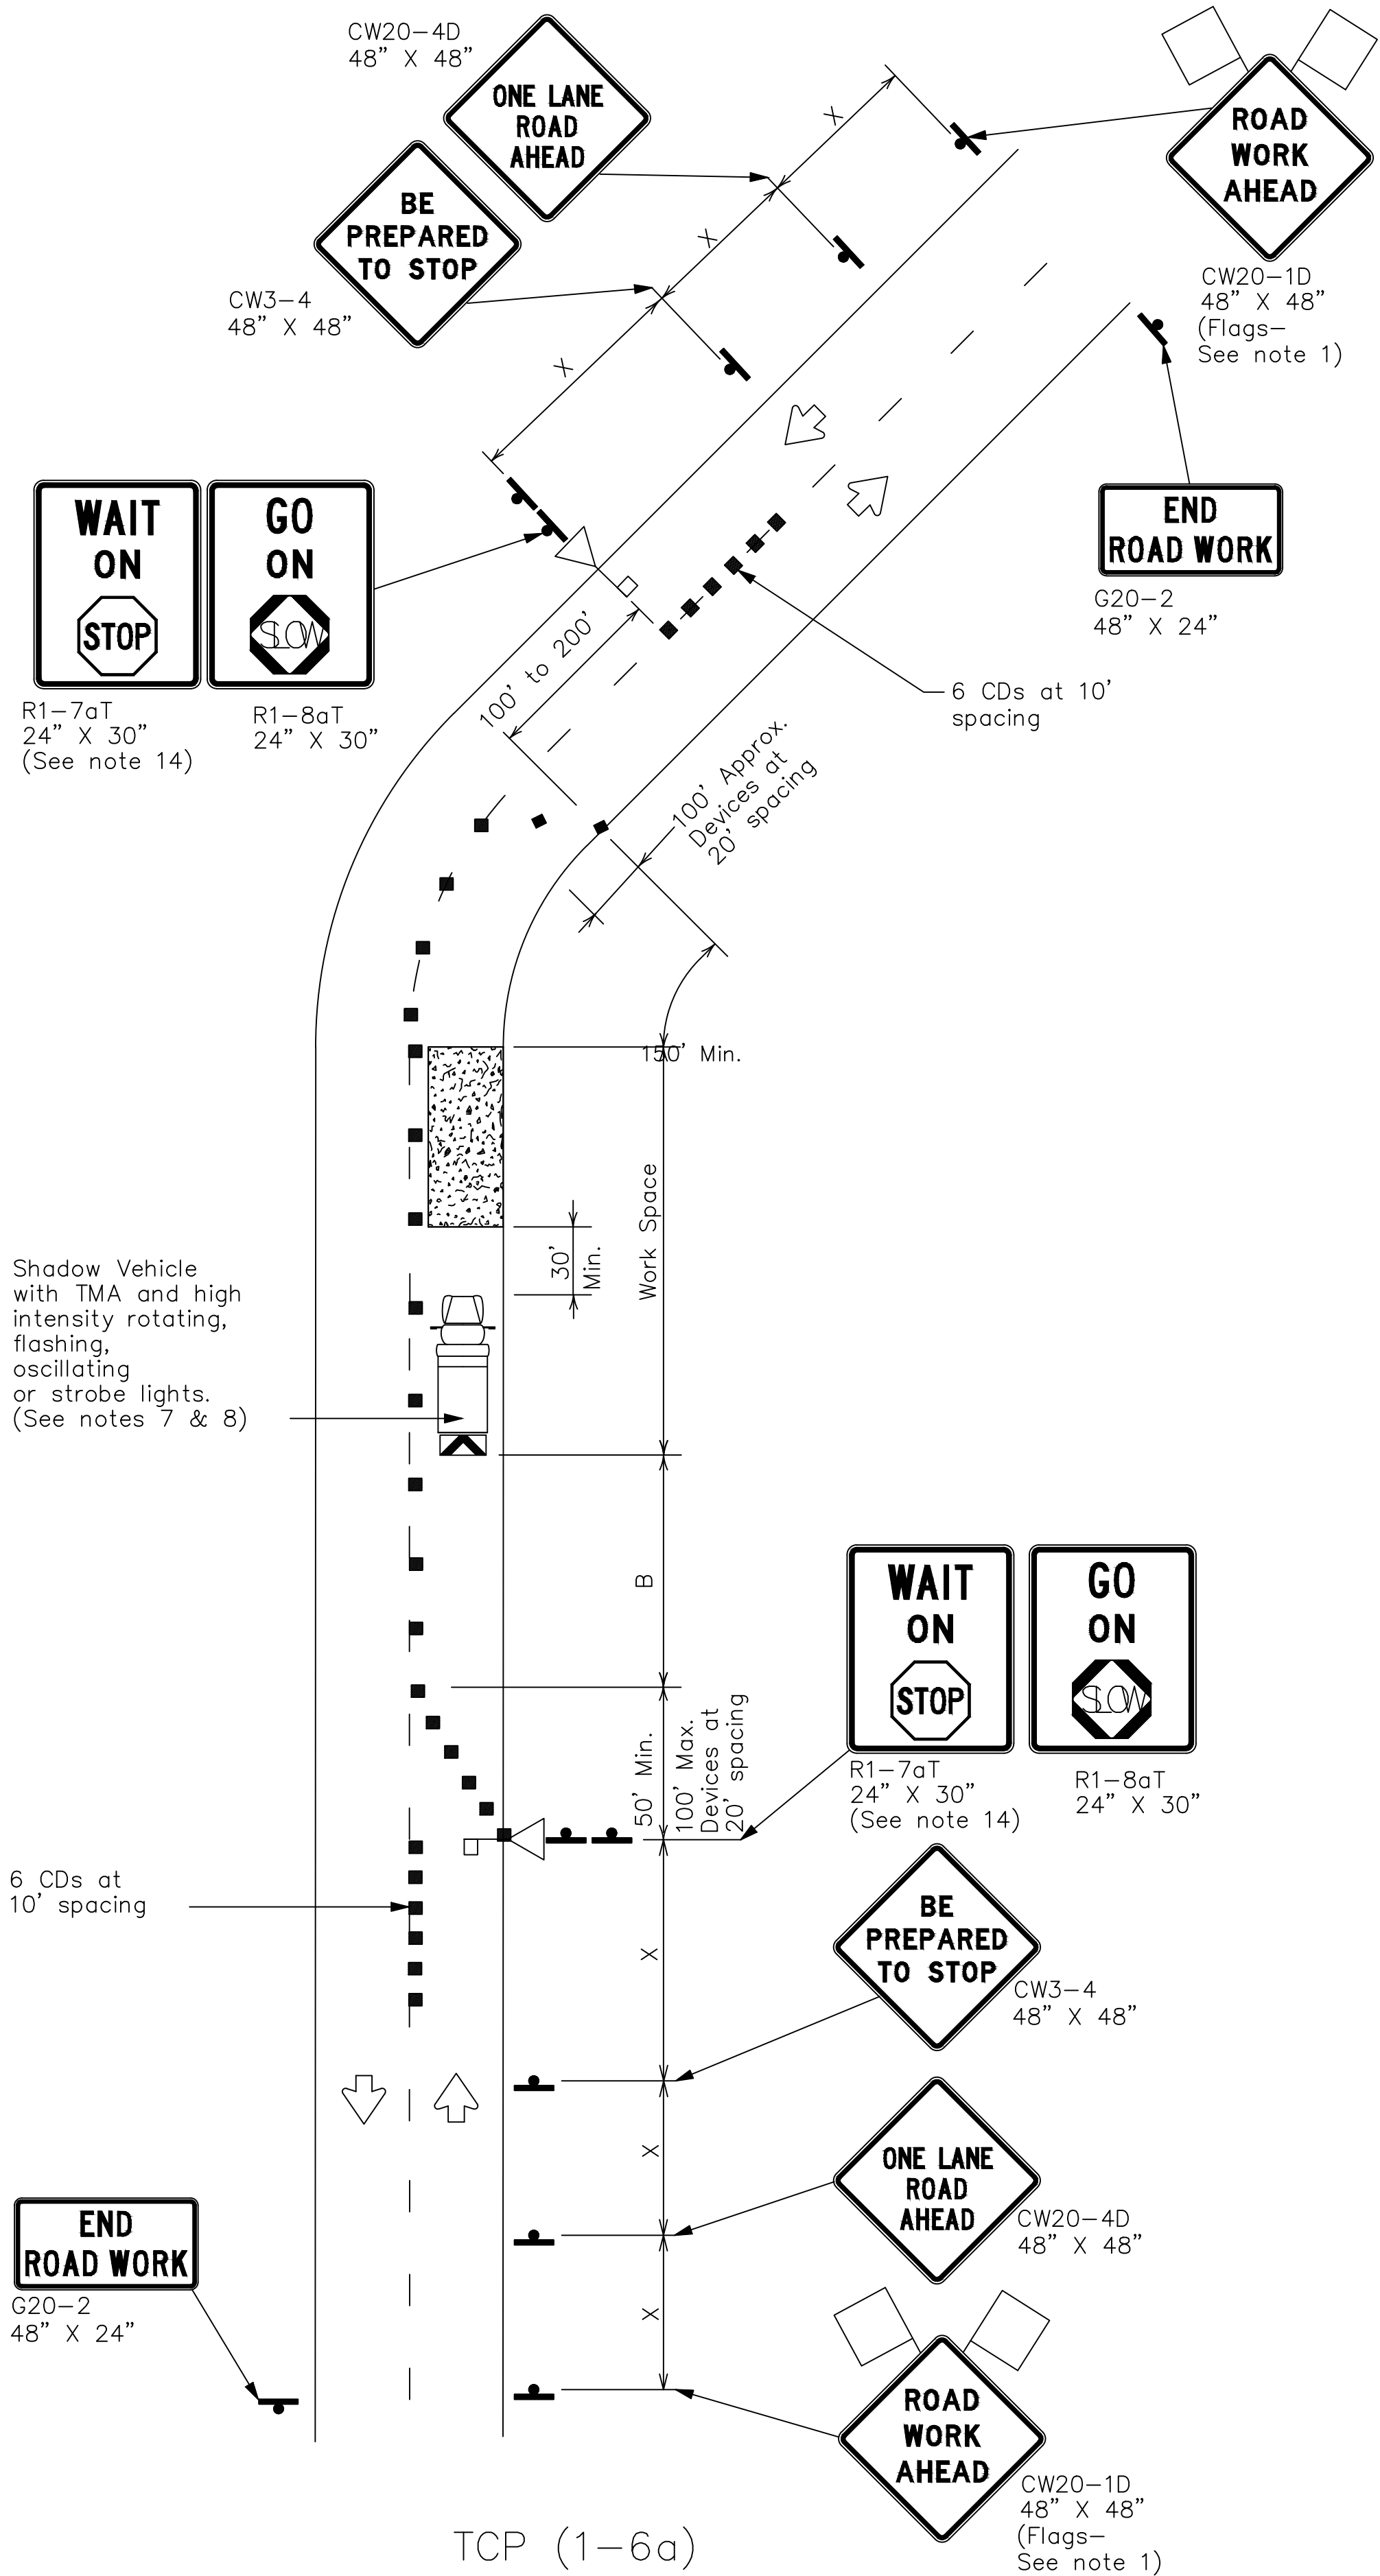 CW20-4D
48" X 48"
ONE LANE
ROAD
AHEAD
BE
PREPARED
TO STOP
CW3-4
48" X 48"
X
X
X
ROAD
WORK
AHEAD
CW20-1D
48" X 48"
(Flags-
See note 1)
WAIT
ON
STOP
GO
ON
SLOW
R1-7aT
24" X 30"
(See note 14)
R1-8aT
24" X 30"
END
ROAD WORK
G20-2
48" X 24"
100' to 200'
6 CDs at 10'
spacing
100' Approx.
Devices at
20' spacing
150' Min.
Work Space
30'
Min.
Shadow Vehicle
with TMA and high
intensity rotating,
flashing,
oscillating
or strobe lights.
(See notes 7 & 8)
B
50' Min.
100' Max.
Devices at
20' spacing
WAIT
ON
STOP
GO
ON
SLOW
R1-7aT
24" X 30"
(See note 14)
R1-8aT
24" X 30"
6 CDs at
10' spacing
X
BE
PREPARED
TO STOP
CW3-4
48" X 48"
X
ONE LANE
ROAD
AHEAD
CW20-4D
48" X 48"
X
END
ROAD WORK
G20-2
48" X 24"
ROAD
WORK
AHEAD
CW20-1D
48" X 48"
(Flags-
See note 1)
TCP (1-6a)